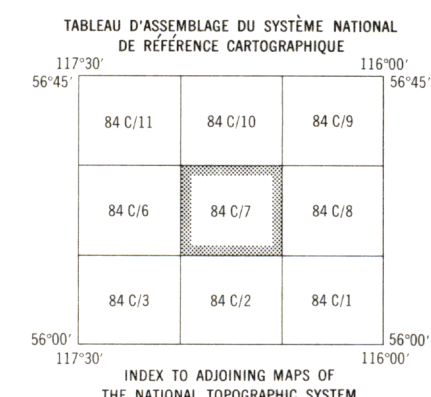 TABLEAU D'ASSEMBLAGE DU SYSTÈME NATIONAL
DE RÉFÉRENCE CARTOGRAPHIQUE
117°30′ 116°00′
56°45′ 56°45′
84 C/11 84 C/10 84 C/9
84 C/6 84 C/7 84 C/8
84 C/3 84 C/2 84 C/1
56°00′ 56°00′
117°30′ 116°00′
INDEX TO ADJOINING MAPS OF
THE NATIONAL TOPOGRAPHIC SYSTEM